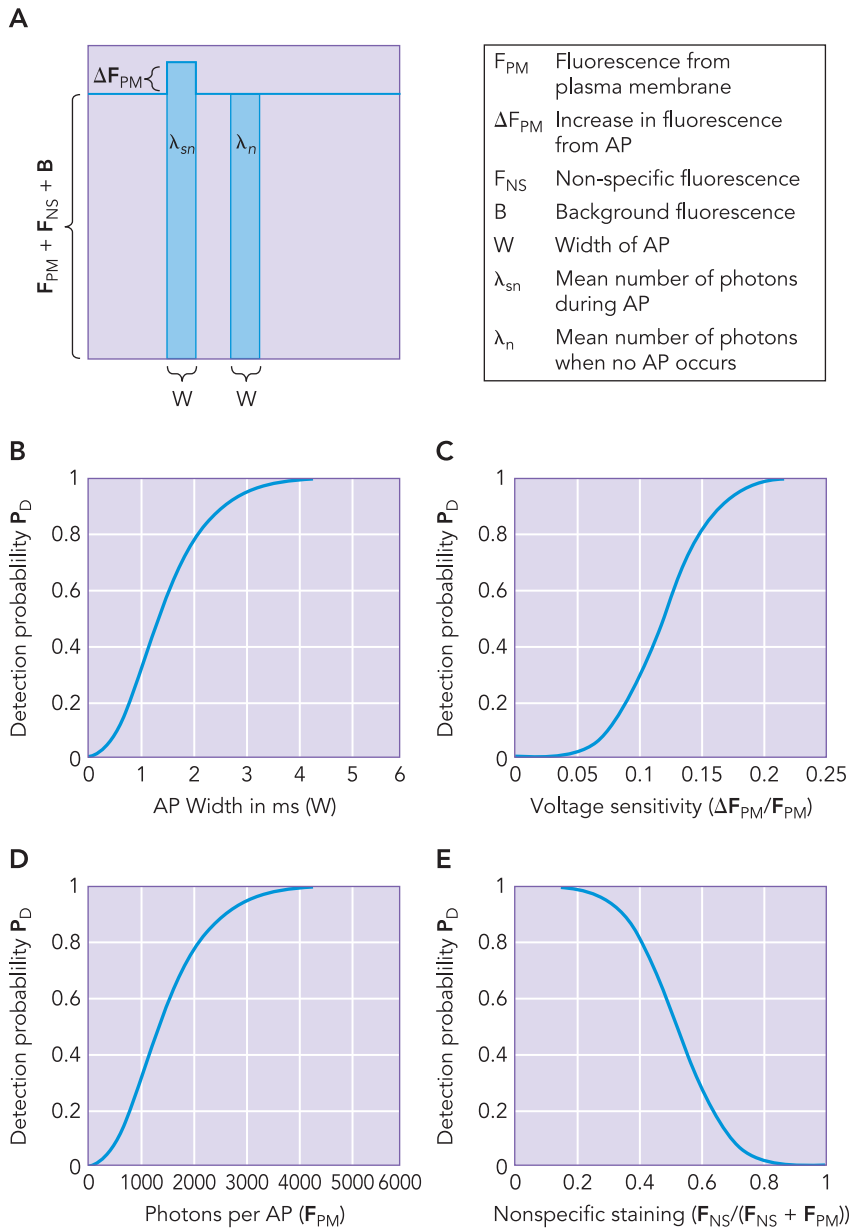 A
ΔF_PM
λ_sn
λ_n
F_PM + F_NS + B
W
W
F_PM Fluorescence from
plasma membrane
ΔF_PM Increase in fluorescence
from AP
F_NS Non-specific fluorescence
B Background fluorescence
W Width of AP
λ_sn Mean number of photons
during AP
λ_n Mean number of photons
when no AP occurs
B
Detection probablility P_D
1
0.8
0.6
0.4
0.2
0
0 1 2 3 4 5 6
AP Width in ms (W)
C
Detection probablility P_D
1
0.8
0.6
0.4
0.2
0
0 0.05 0.1 0.15 0.2 0.25
Voltage sensitivity (ΔF_PM/F_PM)
D
Detection probablility P_D
1
0.8
0.6
0.4
0.2
0
0 1000 2000 3000 4000 5000 6000
Photons per AP (F_PM)
E
Detection probablility P_D
1
0.8
0.6
0.4
0.2
0
0 0.2 0.4 0.6 0.8 1
Nonspecific staining (F_NS/(F_NS + F_PM))